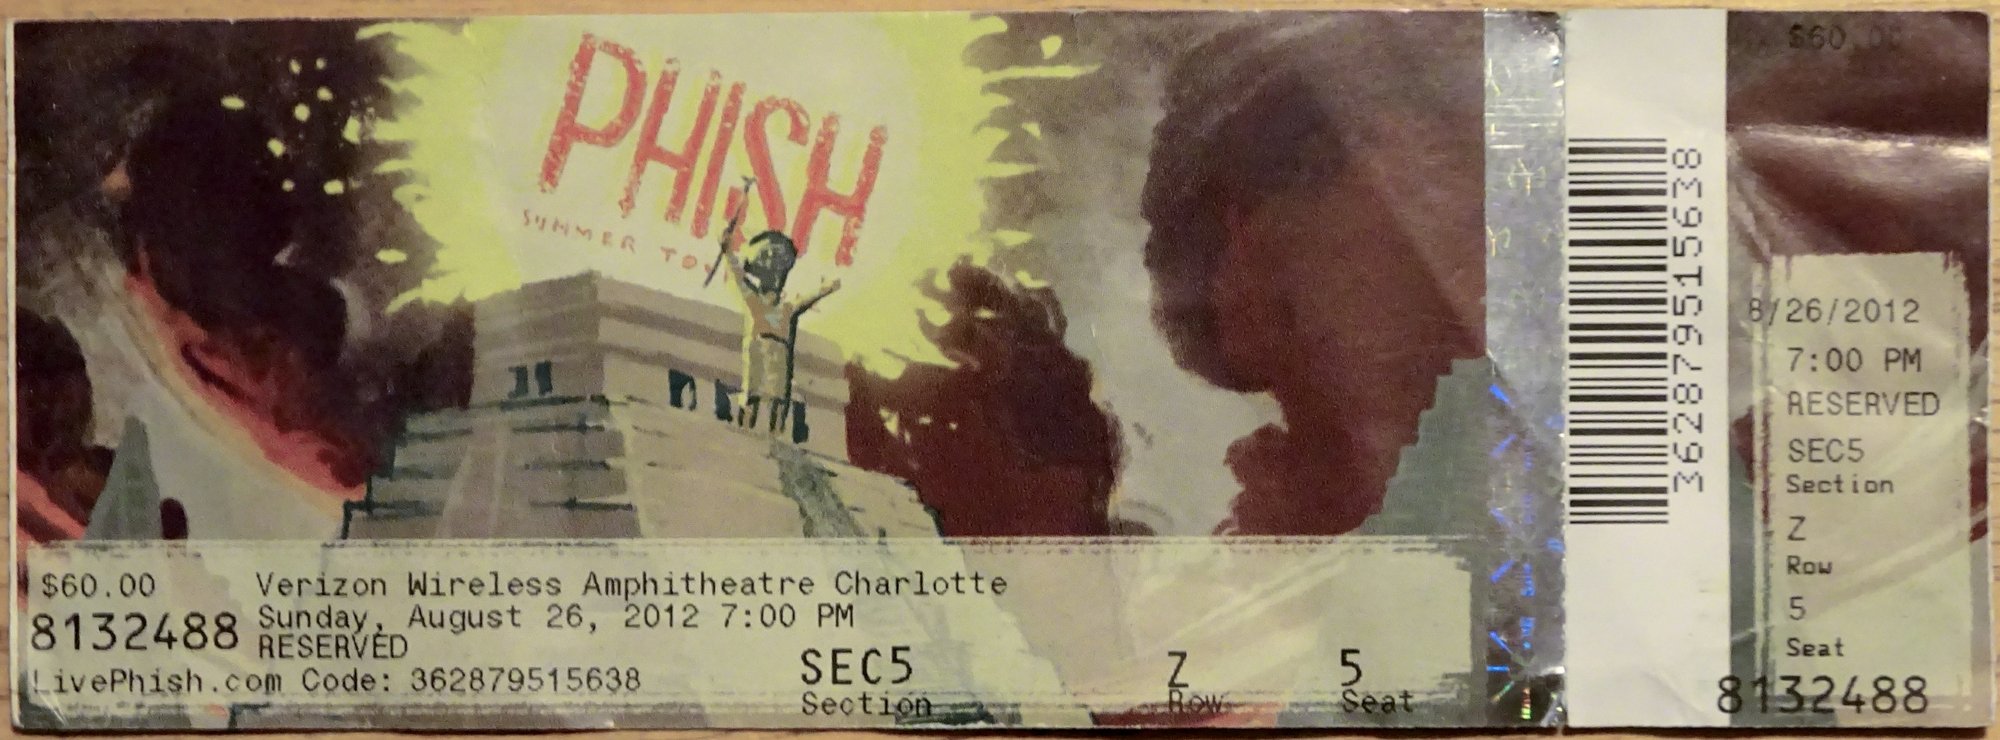 PHISH
SUMMER TOUR
$60.00
Verizon Wireless Amphitheatre Charlotte
8132488
Sunday, August 26, 2012 7:00 PM
RESERVED
LivePhish.com Code: 362879515638
SEC5
Section
Z
Row
5
Seat
362879515638
$60.00
8/26/2012
7:00 PM
RESERVED
SEC5
Section
Z
Row
5
Seat
8132488